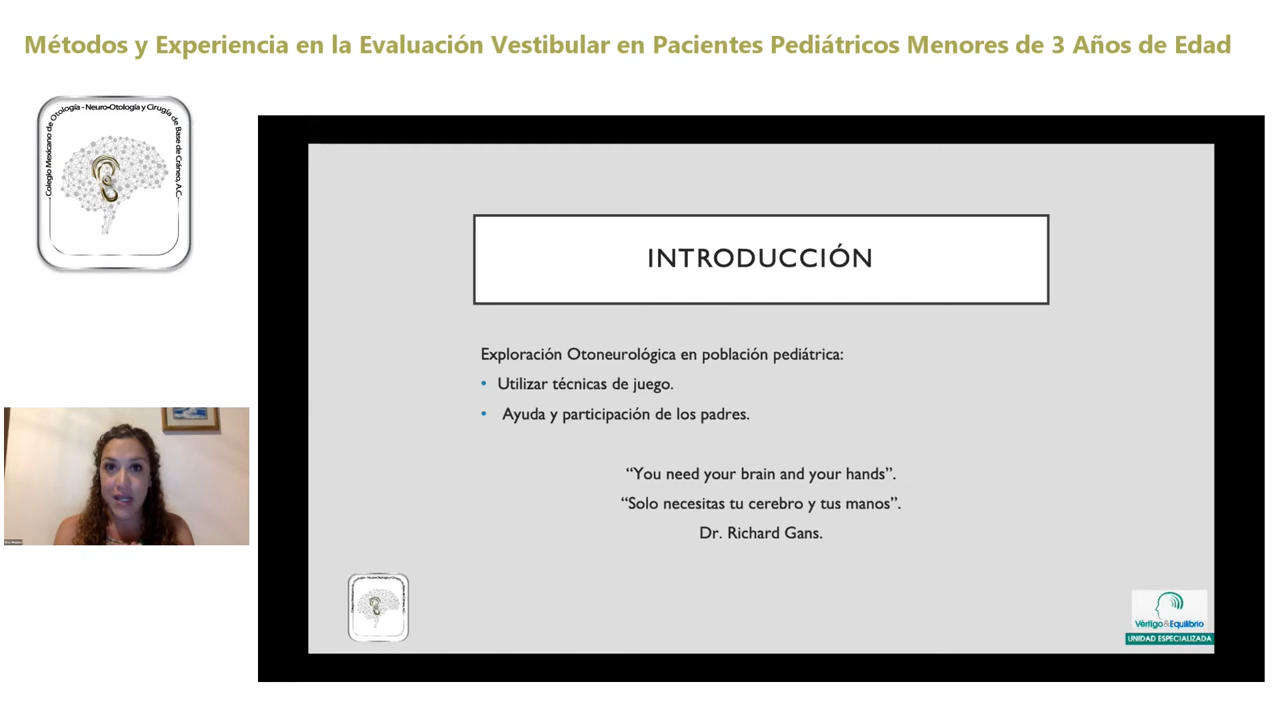 Métodos y Experiencia en la Evaluación Vestibular en Pacientes Pediátricos Menores de 3 Años de Edad
Colegio Mexicano de Otología - Neuro-Otología y Cirugía de Base de Cráneo, A.C.
INTRODUCCIÓN
Exploración Otoneurológica en población pediátrica:
• Utilizar técnicas de juego.
• Ayuda y participación de los padres.
“You need your brain and your hands”.
“Solo necesitas tu cerebro y tus manos”.
Dr. Richard Gans.
Vértigo&Equilibrio
UNIDAD ESPECIALIZADA